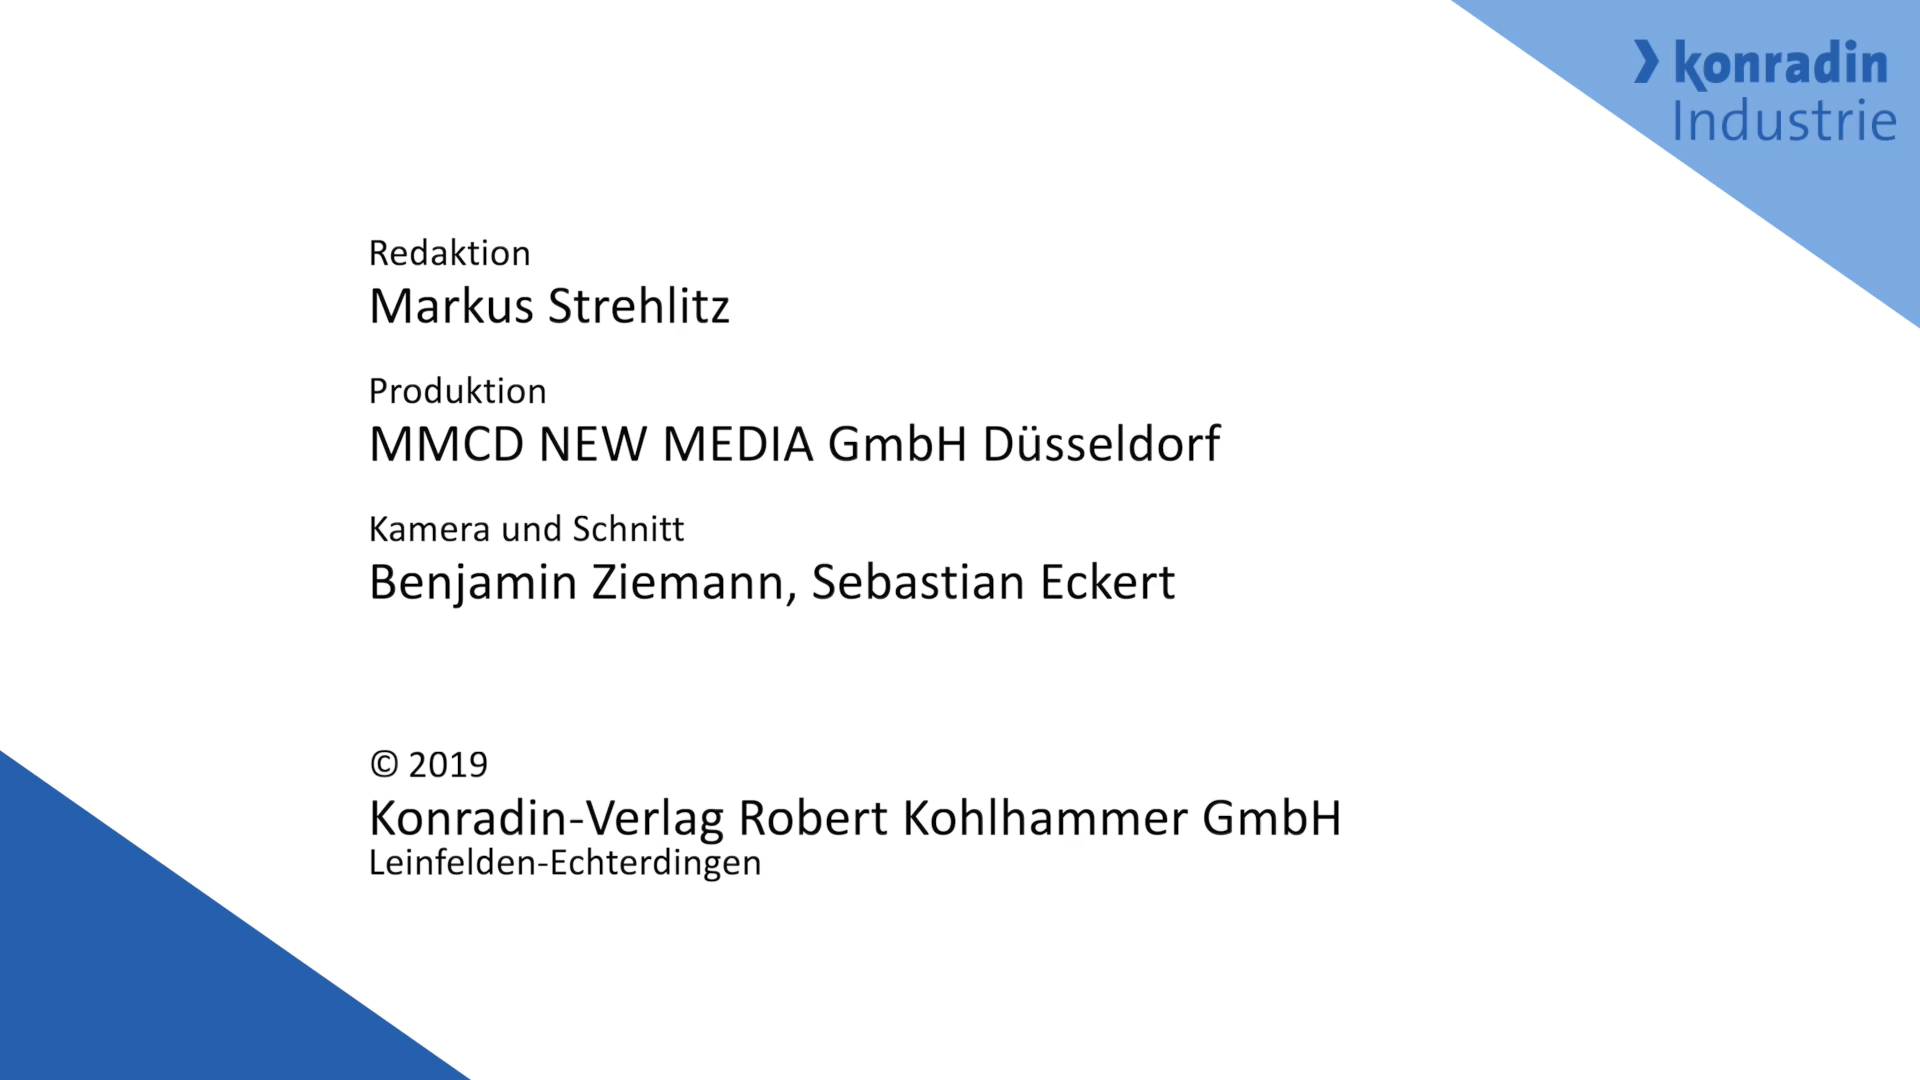 konradin
Industrie
Redaktion
Markus Strehlitz
Produktion
MMCD NEW MEDIA GmbH Düsseldorf
Kamera und Schnitt
Benjamin Ziemann, Sebastian Eckert
© 2019
Konradin-Verlag Robert Kohlhammer GmbH
Leinfelden-Echterdingen